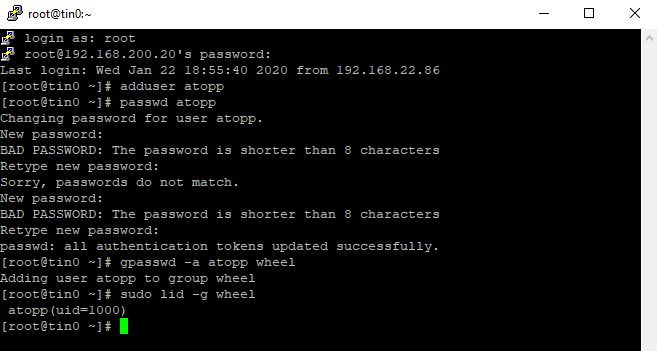 root@tin0:~
login as: root
root@192.168.200.20's password:
Last login: Wed Jan 22 18:55:40 2020 from 192.168.22.86
[root@tin0 ~]# adduser atopp
[root@tin0 ~]# passwd atopp
Changing password for user atopp.
New password:
BAD PASSWORD: The password is shorter than 8 characters
Retype new password:
Sorry, passwords do not match.
New password:
BAD PASSWORD: The password is shorter than 8 characters
Retype new password:
passwd: all authentication tokens updated successfully.
[root@tin0 ~]# gpasswd -a atopp wheel
Adding user atopp to group wheel
[root@tin0 ~]# sudo lid -g wheel
 atopp(uid=1000)
[root@tin0 ~]#